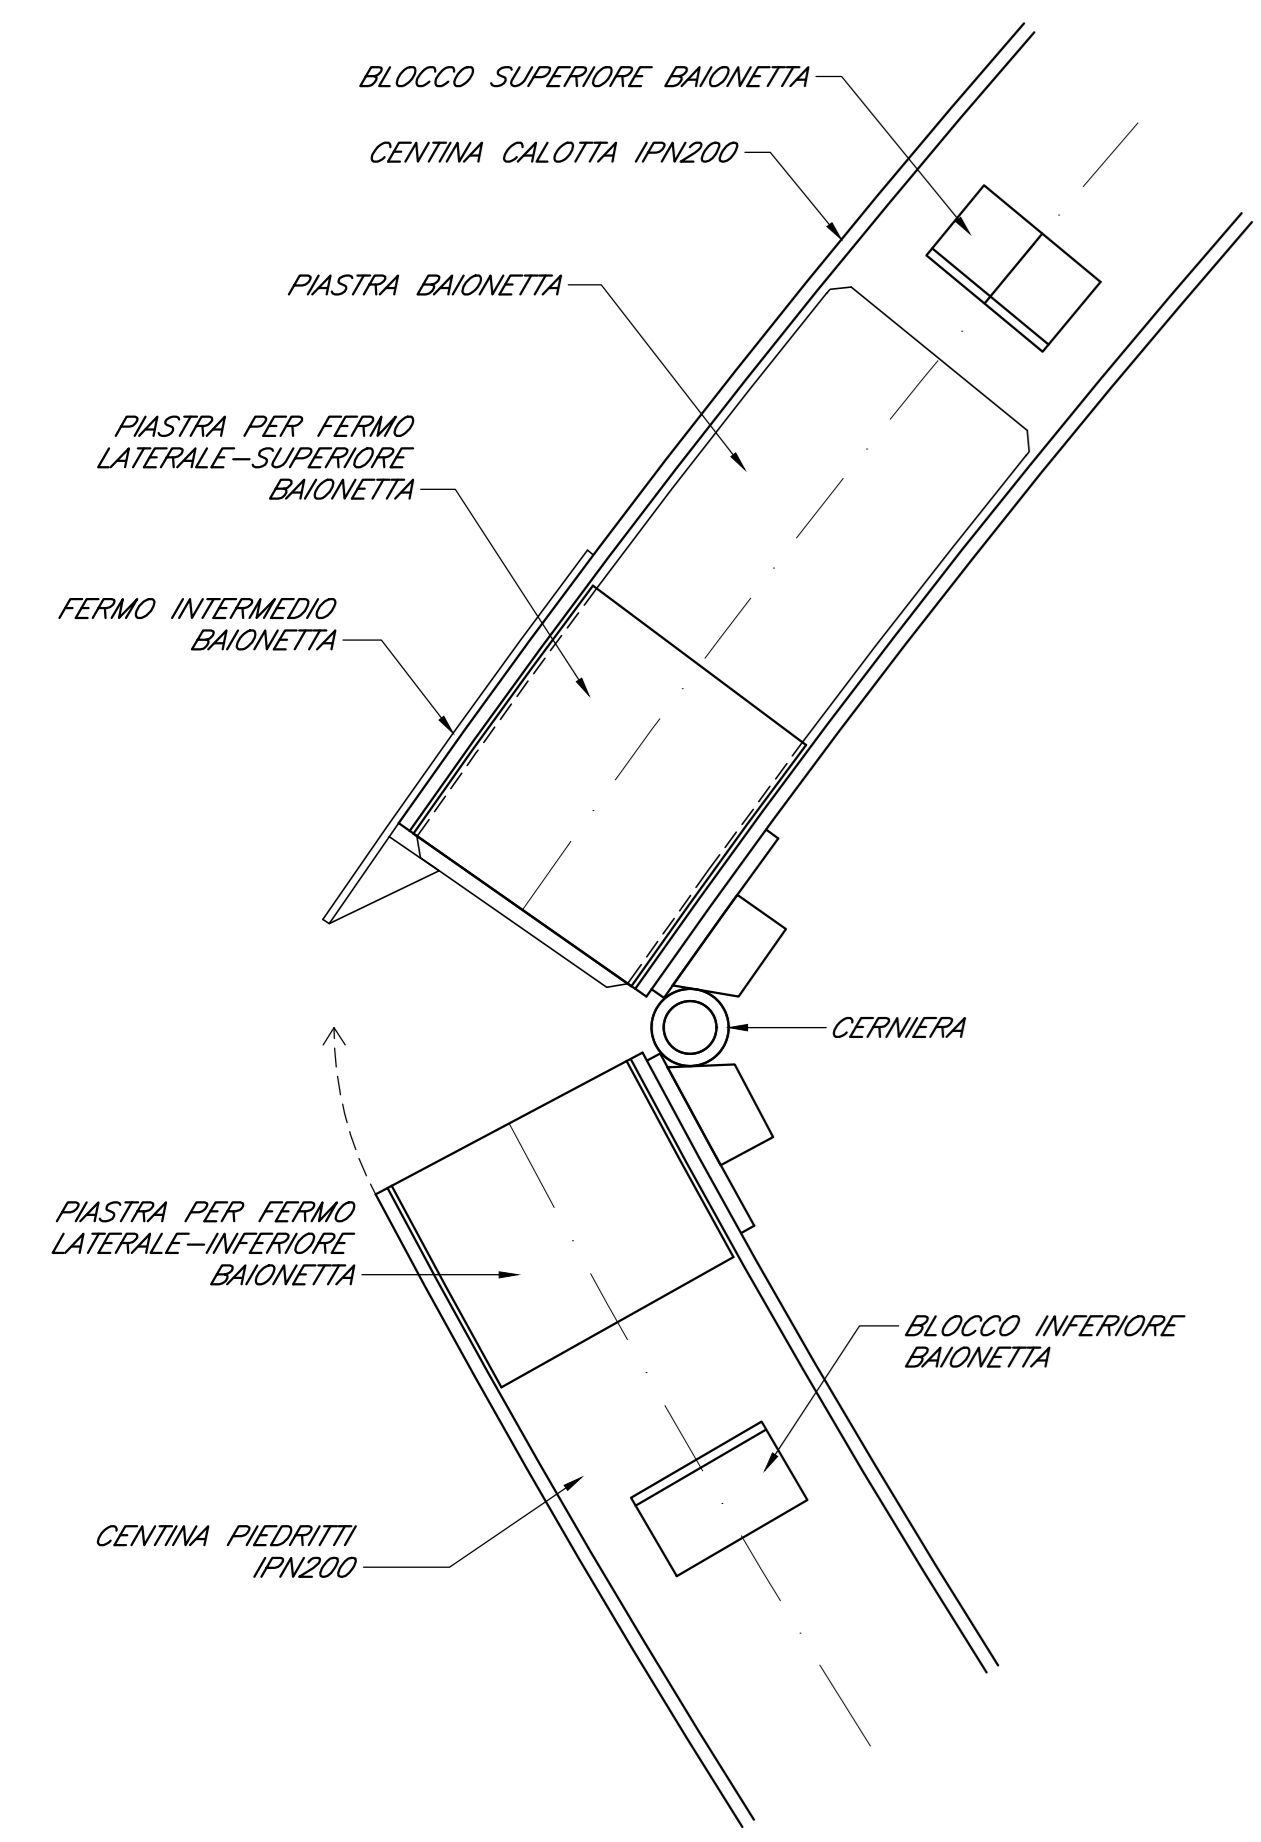 BLOCCO SUPERIORE BAIONETTA
CENTINA CALOTTA IPN200
PIASTRA BAIONETTA
PIASTRA PER FERMO
LATERALE-SUPERIORE
BAIONETTA
FERMO INTERMEDIO
BAIONETTA
CERNIERA
PIASTRA PER FERMO
LATERALE-INFERIORE
BAIONETTA
BLOCCO INFERIORE
BAIONETTA
CENTINA PIEDRITTI
IPN200